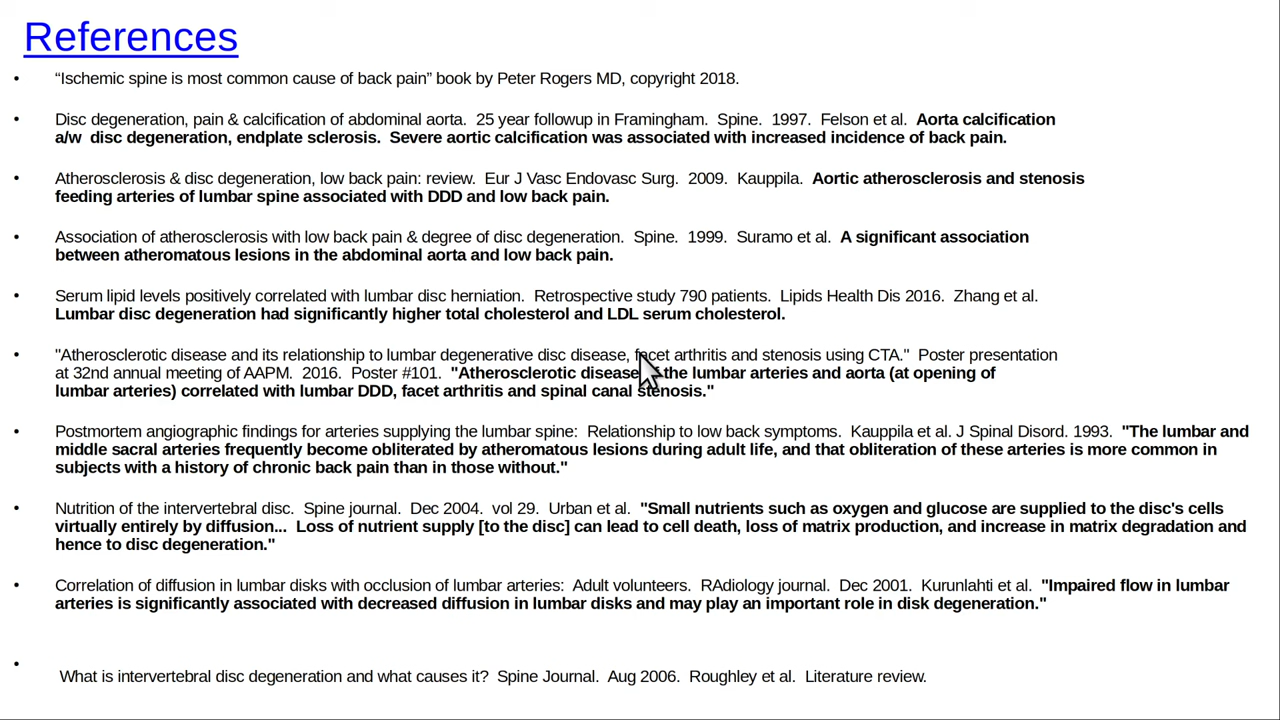 References
• “Ischemic spine is most common cause of back pain” book by Peter Rogers MD, copyright 2018.
• Disc degeneration, pain & calcification of abdominal aorta.  25 year followup in Framingham.  Spine.  1997.  Felson et al.  Aorta calcification
a/w  disc degeneration, endplate sclerosis.  Severe aortic calcification was associated with increased incidence of back pain.
• Atherosclerosis & disc degeneration, low back pain: review.  Eur J Vasc Endovasc Surg.  2009.  Kauppila.  Aortic atherosclerosis and stenosis
feeding arteries of lumbar spine associated with DDD and low back pain.
• Association of atherosclerosis with low back pain & degree of disc degeneration.  Spine.  1999.  Suramo et al.  A significant association
between atheromatous lesions in the abdominal aorta and low back pain.
• Serum lipid levels positively correlated with lumbar disc herniation.  Retrospective study 790 patients.  Lipids Health Dis 2016.  Zhang et al.
Lumbar disc degeneration had significantly higher total cholesterol and LDL serum cholesterol.
• "Atherosclerotic disease and its relationship to lumbar degenerative disc disease, facet arthritis and stenosis using CTA."  Poster presentation
at 32nd annual meeting of AAPM.  2016.  Poster #101.  "Atherosclerotic disease the lumbar arteries and aorta (at opening of
lumbar arteries) correlated with lumbar DDD, facet arthritis and spinal canal stenosis."
• Postmortem angiographic findings for arteries supplying the lumbar spine:  Relationship to low back symptoms.  Kauppila et al. J Spinal Disord. 1993.  "The lumbar and
middle sacral arteries frequently become obliterated by atheromatous lesions during adult life, and that obliteration of these arteries is more common in
subjects with a history of chronic back pain than in those without."
• Nutrition of the intervertebral disc.  Spine journal.  Dec 2004.  vol 29.  Urban et al.  "Small nutrients such as oxygen and glucose are supplied to the disc's cells
virtually entirely by diffusion...  Loss of nutrient supply [to the disc] can lead to cell death, loss of matrix production, and increase in matrix degradation and
hence to disc degeneration."
• Correlation of diffusion in lumbar disks with occlusion of lumbar arteries:  Adult volunteers.  RAdiology journal.  Dec 2001.  Kurunlahti et al.  "Impaired flow in lumbar
arteries is significantly associated with decreased diffusion in lumbar disks and may play an important role in disk degeneration."
• What is intervertebral disc degeneration and what causes it?  Spine Journal.  Aug 2006.  Roughley et al.  Literature review.